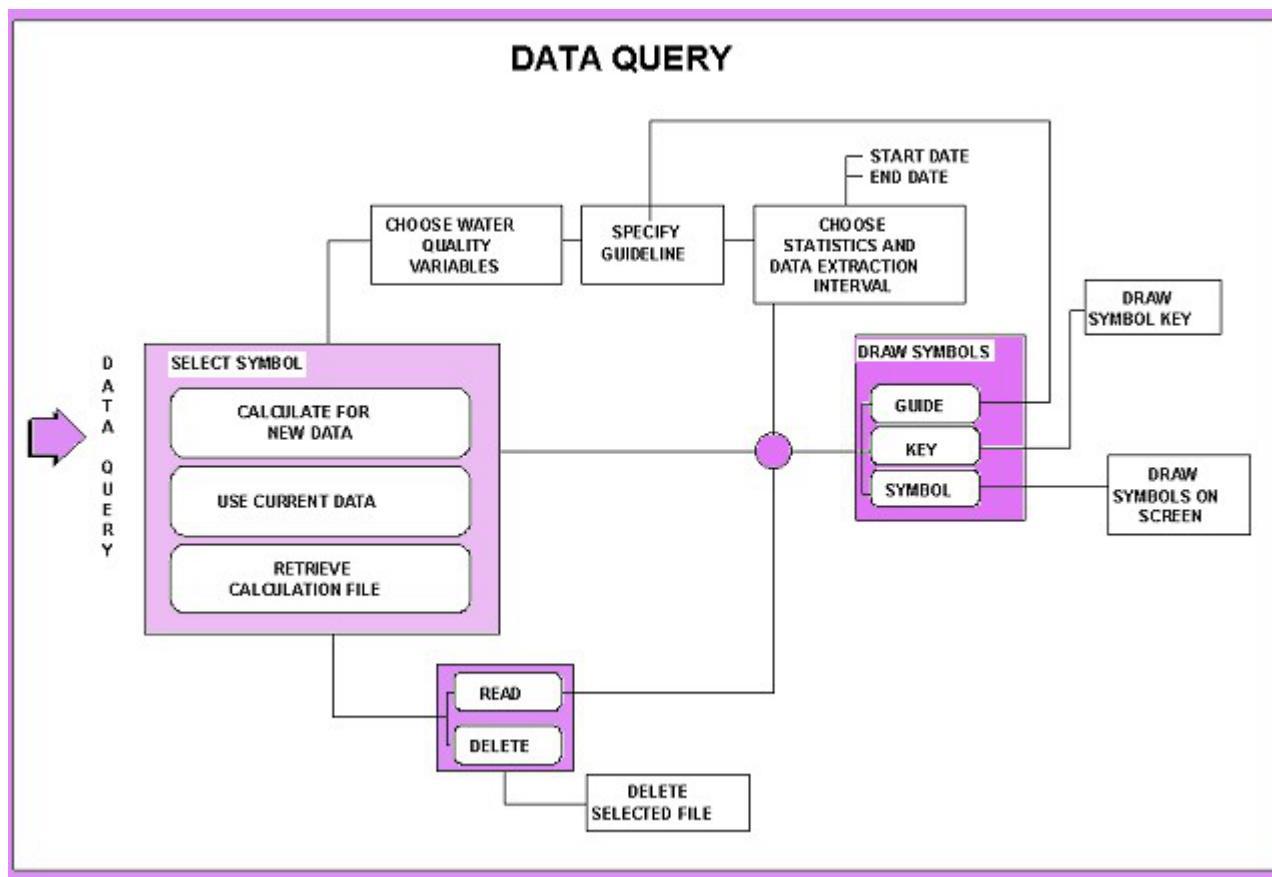 DATA QUERY
START DATE
END DATE
CHOOSE WATER
QUALITY
VARIABLES
SPECIFY
GUIDELINE
CHOOSE
STATISTICS AND
DATA EXTRACTION
INTERVAL
DRAW
SYMBOL KEY
DATA QUERY
SELECT SYMBOL
CALCULATE FOR
NEW DATA
USE CURRENT DATA
RETRIEVE
CALCULATION FILE
DRAW SYMBOLS
GUIDE
KEY
SYMBOL
DRAW
SYMBOLS ON
SCREEN
READ
DELETE
DELETE
SELECTED FILE